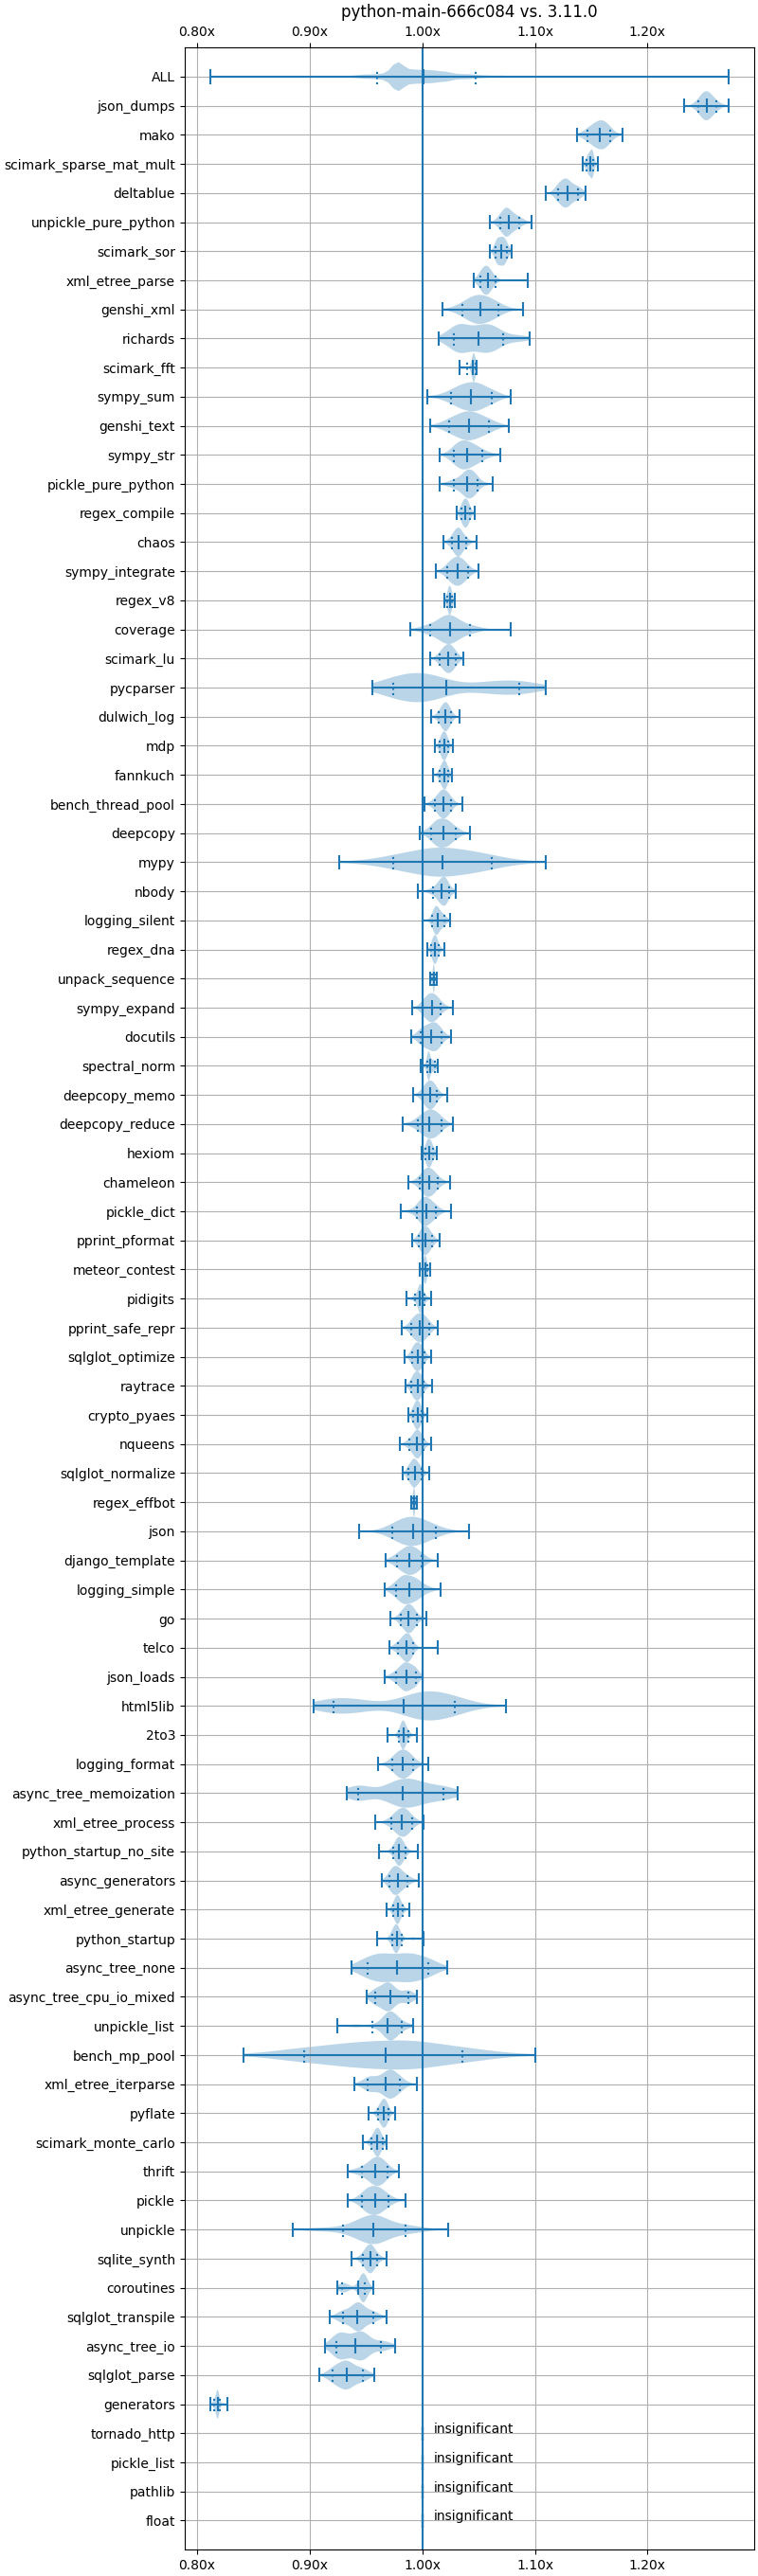 python-main-666c084 vs. 3.11.0
0.80x 0.90x 1.00x 1.10x 1.20x
ALL
json_dumps
mako
scimark_sparse_mat_mult
deltablue
unpickle_pure_python
scimark_sor
xml_etree_parse
genshi_xml
richards
scimark_fft
sympy_sum
genshi_text
sympy_str
pickle_pure_python
regex_compile
chaos
sympy_integrate
regex_v8
coverage
scimark_lu
pycparser
dulwich_log
mdp
fannkuch
bench_thread_pool
deepcopy
mypy
nbody
logging_silent
regex_dna
unpack_sequence
sympy_expand
docutils
spectral_norm
deepcopy_memo
deepcopy_reduce
hexiom
chameleon
pickle_dict
pprint_pformat
meteor_contest
pidigits
pprint_safe_repr
sqlglot_optimize
raytrace
crypto_pyaes
nqueens
sqlglot_normalize
regex_effbot
json
django_template
logging_simple
go
telco
json_loads
html5lib
2to3
logging_format
async_tree_memoization
xml_etree_process
python_startup_no_site
async_generators
xml_etree_generate
python_startup
async_tree_none
async_tree_cpu_io_mixed
unpickle_list
bench_mp_pool
xml_etree_iterparse
pyflate
scimark_monte_carlo
thrift
pickle
unpickle
sqlite_synth
coroutines
sqlglot_transpile
async_tree_io
sqlglot_parse
generators
tornado_http insignificant
pickle_list insignificant
pathlib insignificant
float insignificant
0.80x 0.90x 1.00x 1.10x 1.20x